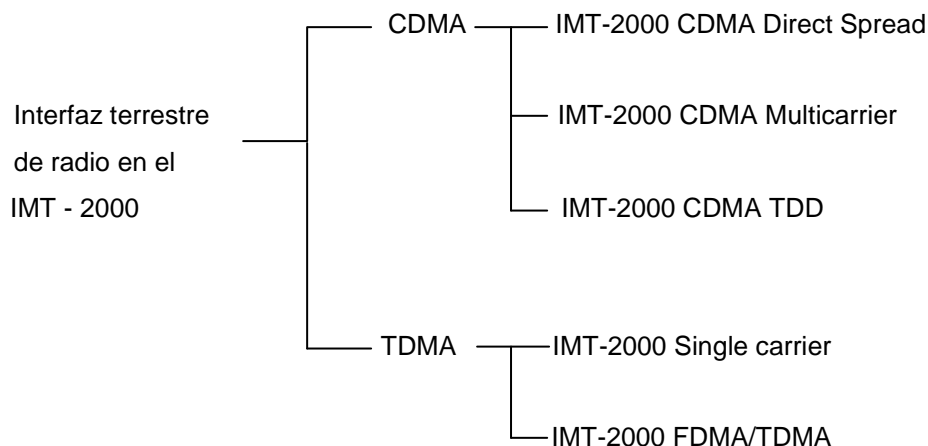 CDMA
IMT-2000 CDMA Direct Spread
Interfaz terrestre
de radio en el
IMT - 2000
IMT-2000 CDMA Multicarrier
IMT-2000 CDMA TDD
TDMA
IMT-2000 Single carrier
IMT-2000 FDMA/TDMA